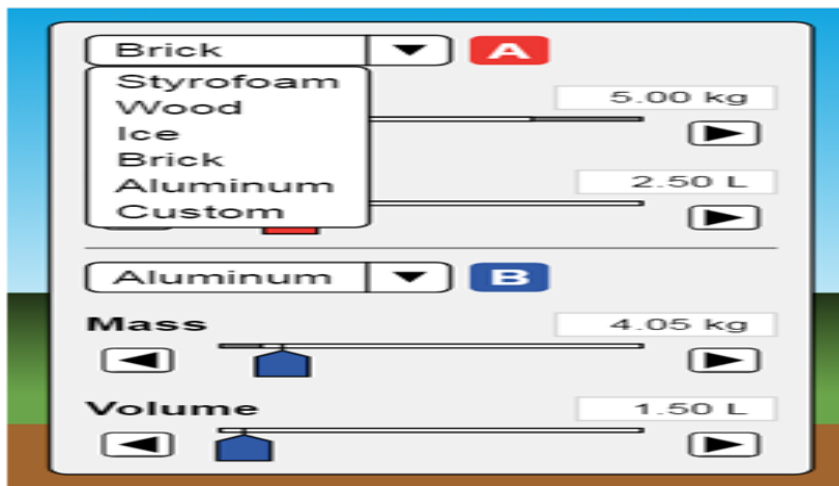 Brick A
Styrofoam
Wood
Ice
Brick
Aluminum
Custom
5.00 kg
2.50 L
Aluminum B
Mass
4.05 kg
Volume
1.50 L